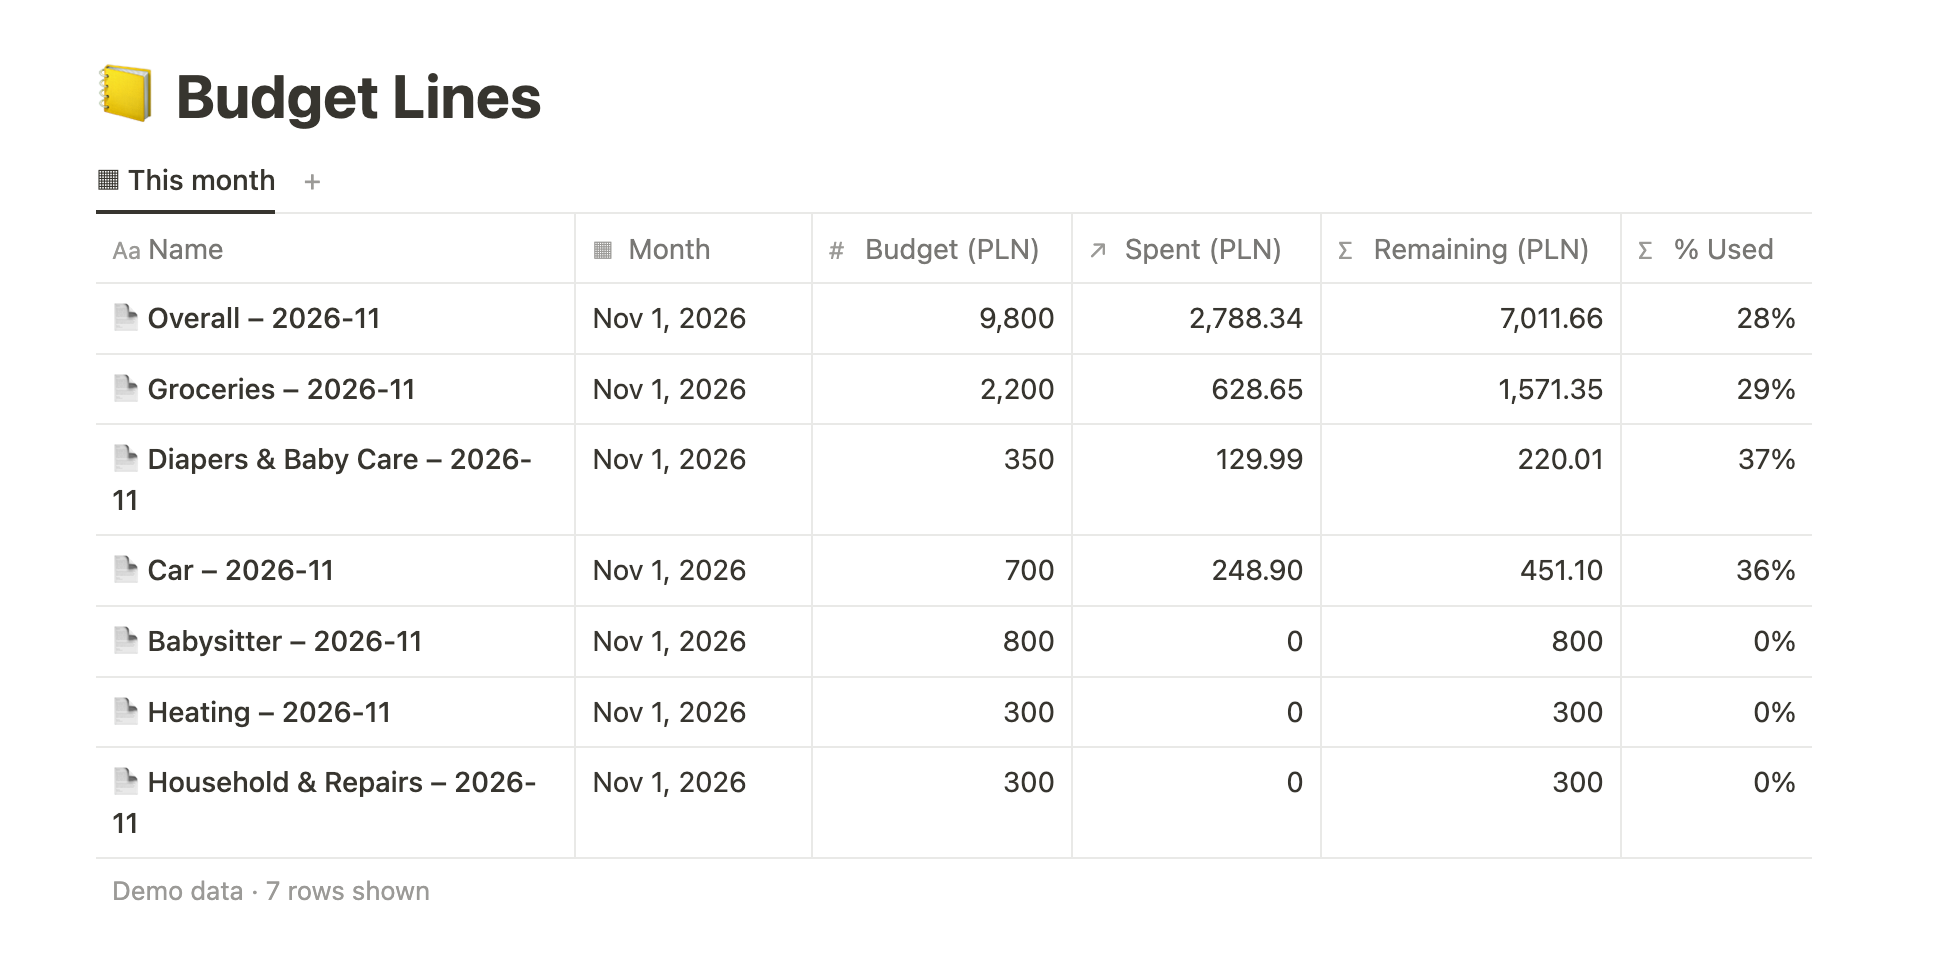 Budget Lines
This month +
Aa Name Month # Budget (PLN) ↗ Spent (PLN) Σ Remaining (PLN) Σ % Used
Overall – 2026-11 Nov 1, 2026 9,800 2,788.34 7,011.66 28%
Groceries – 2026-11 Nov 1, 2026 2,200 628.65 1,571.35 29%
Diapers & Baby Care – 2026- Nov 1, 2026 350 129.99 220.01 37%
11
Car – 2026-11 Nov 1, 2026 700 248.90 451.10 36%
Babysitter – 2026-11 Nov 1, 2026 800 0 800 0%
Heating – 2026-11 Nov 1, 2026 300 0 300 0%
Household & Repairs – 2026- Nov 1, 2026 300 0 300 0%
11
Demo data · 7 rows shown